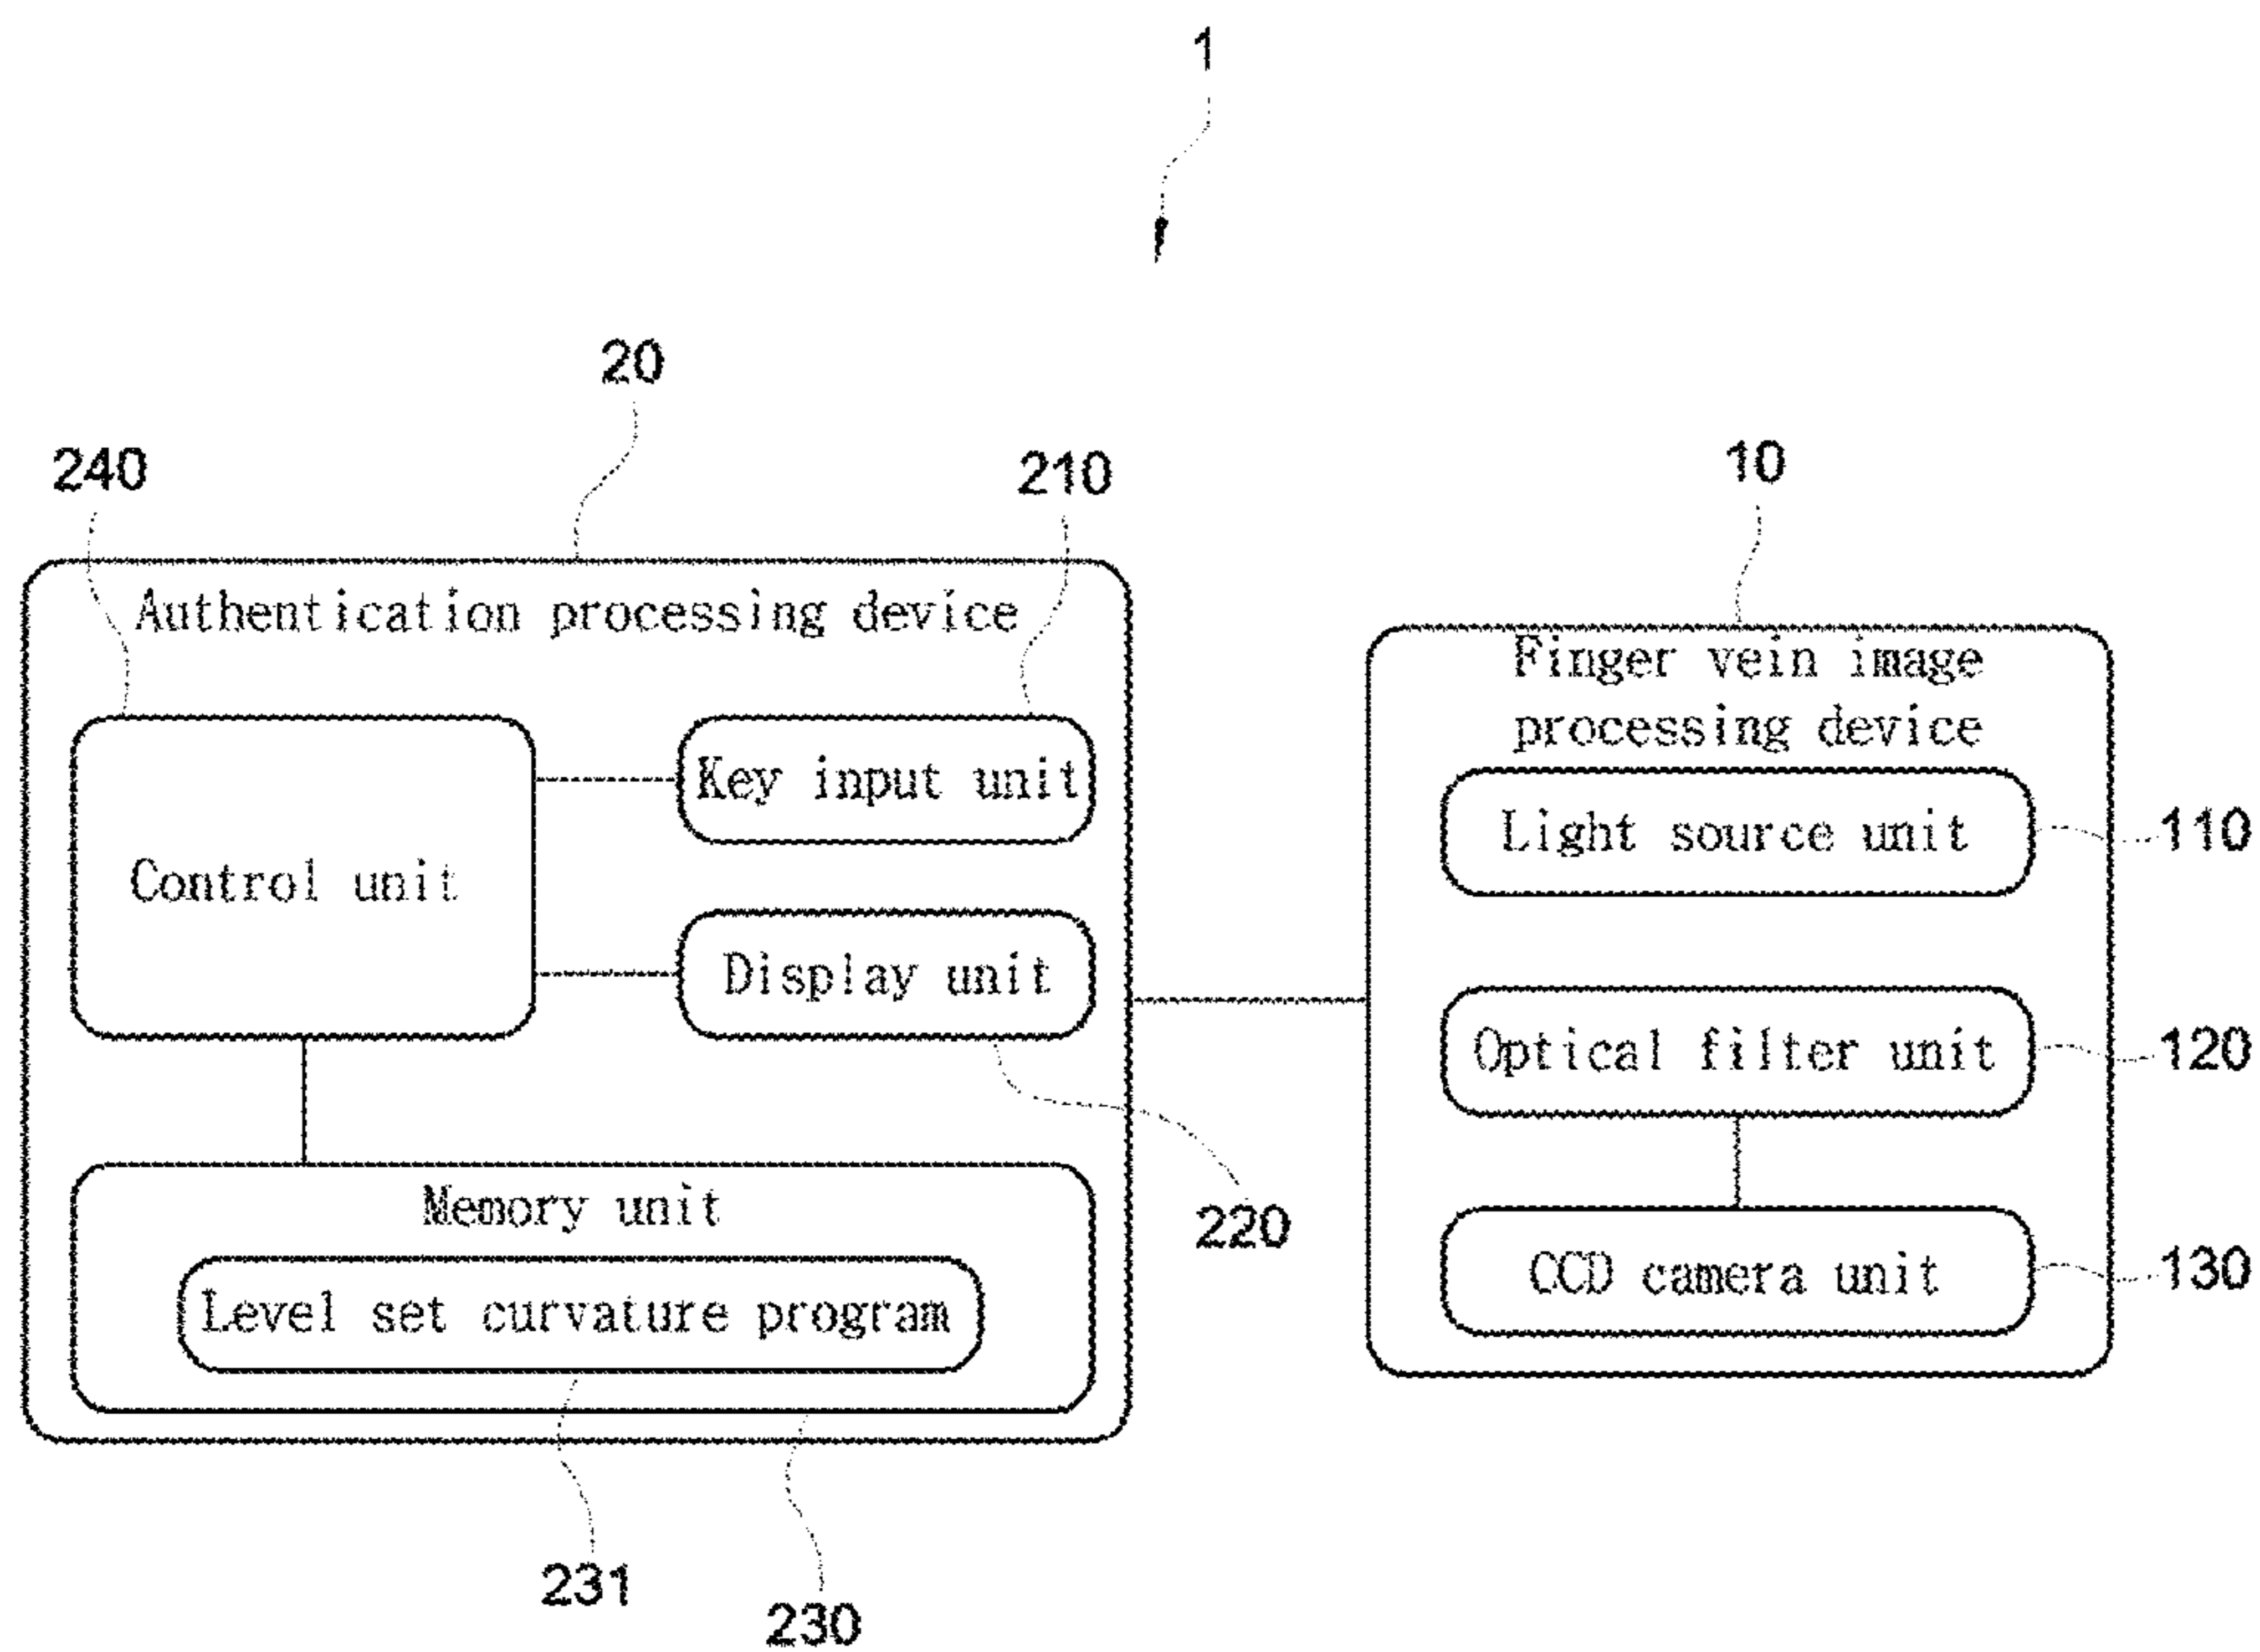 1
20
240
210
10
Authentication processing device
Finger vein image
processing device
Key input unit
Light source unit
110
Control unit
Display unit
Optical filter unit
120
Memory unit
220
CCD camera unit
130
Level set curvature program
231
230